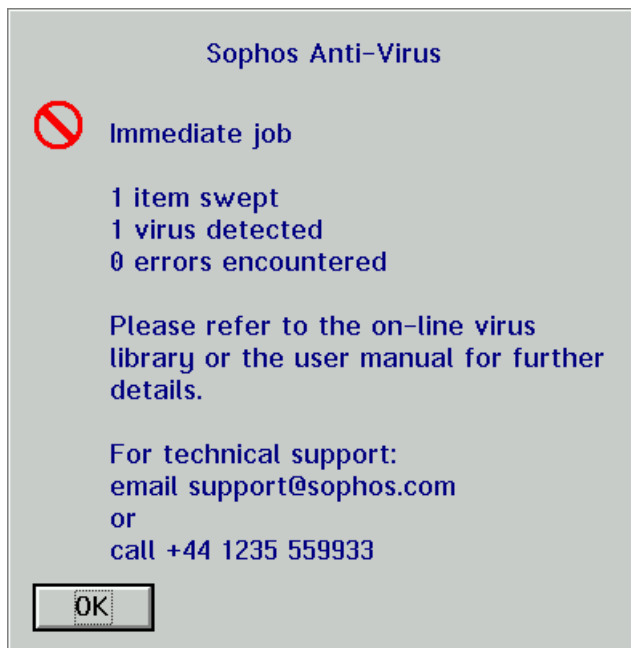 Sophos Anti-Virus
Immediate job
1 item swept
1 virus detected
0 errors encountered
Please refer to the on-line virus
library or the user manual for further
details.
For technical support:
email support@sophos.com
or
call +44 1235 559933
OK